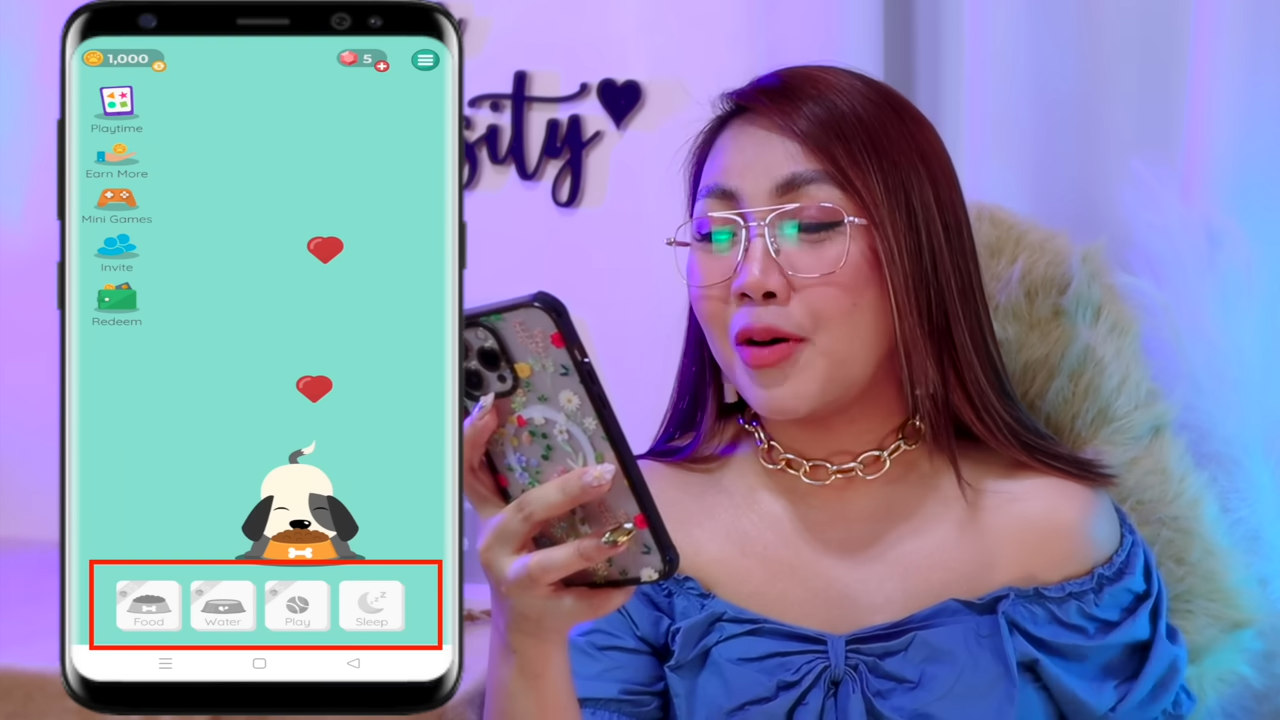 1,000
5
Playtime
Earn More
Mini Games
Invite
Redeem
Food
Water
Play
Sleep
sity